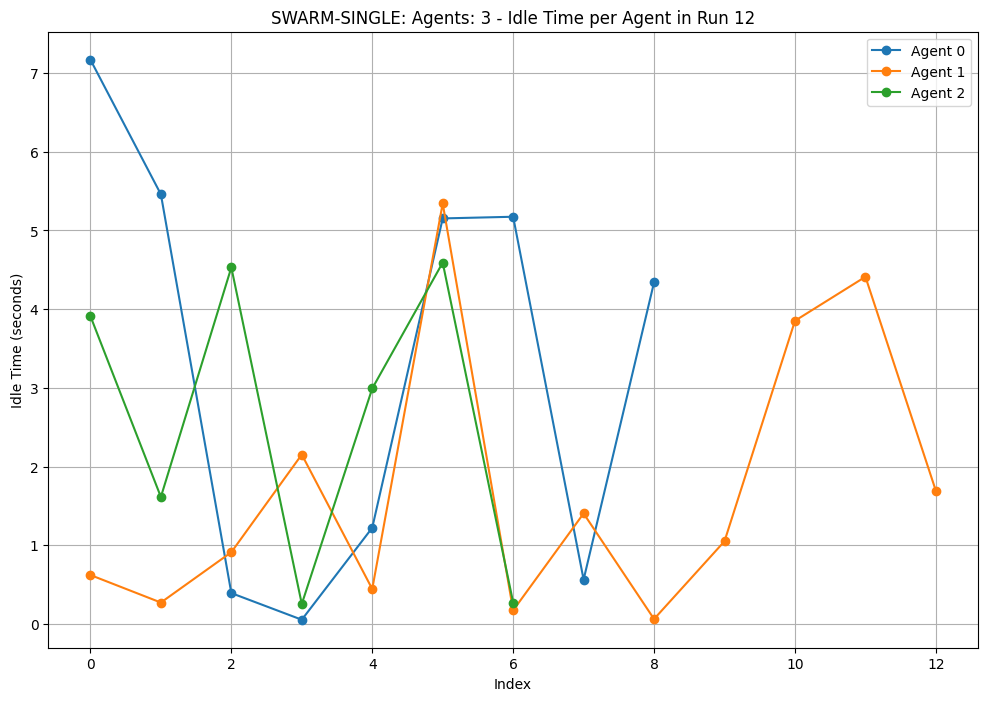 SWARM-SINGLE: Agents: 3 - Idle Time per Agent in Run 12
Agent 0
Agent 1
Agent 2
Idle Time (seconds)
7
6
5
4
3
2
1
0
0 2 4 6 8 10 12
Index